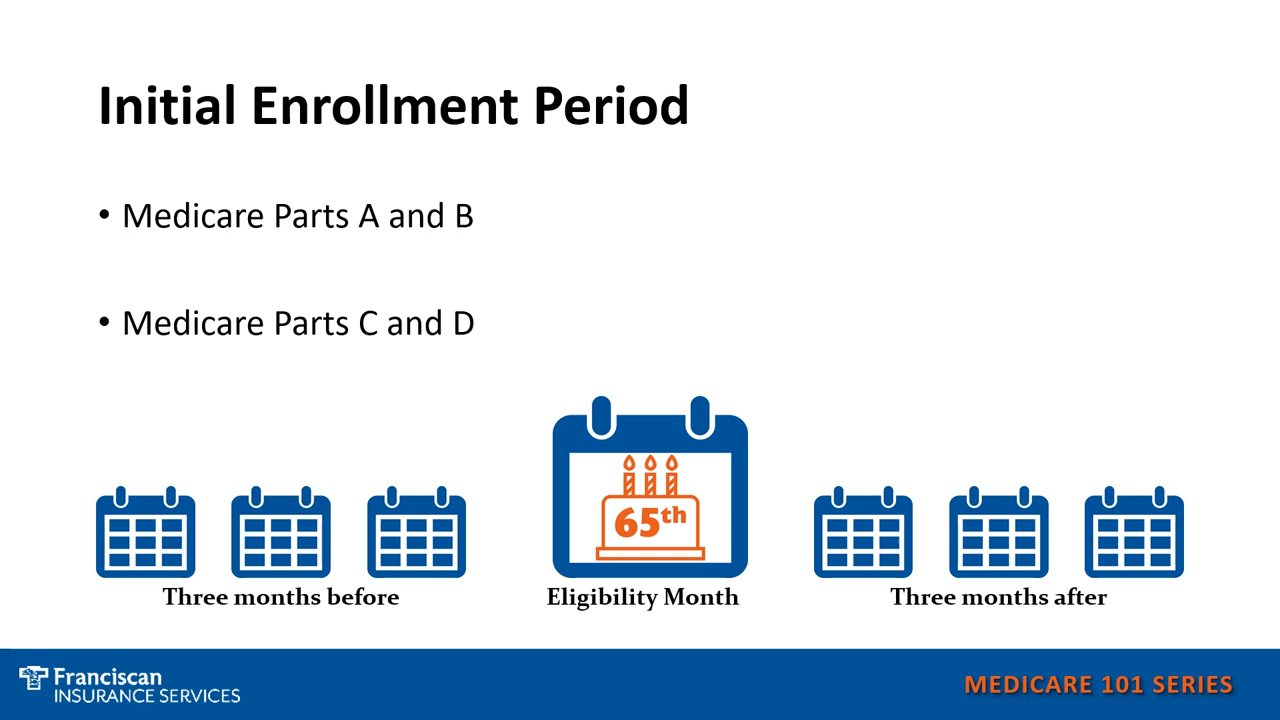 Initial Enrollment Period
• Medicare Parts A and B
• Medicare Parts C and D
65th
Three months before
Eligibility Month
Three months after
Franciscan
INSURANCE SERVICES
MEDICARE 101 SERIES